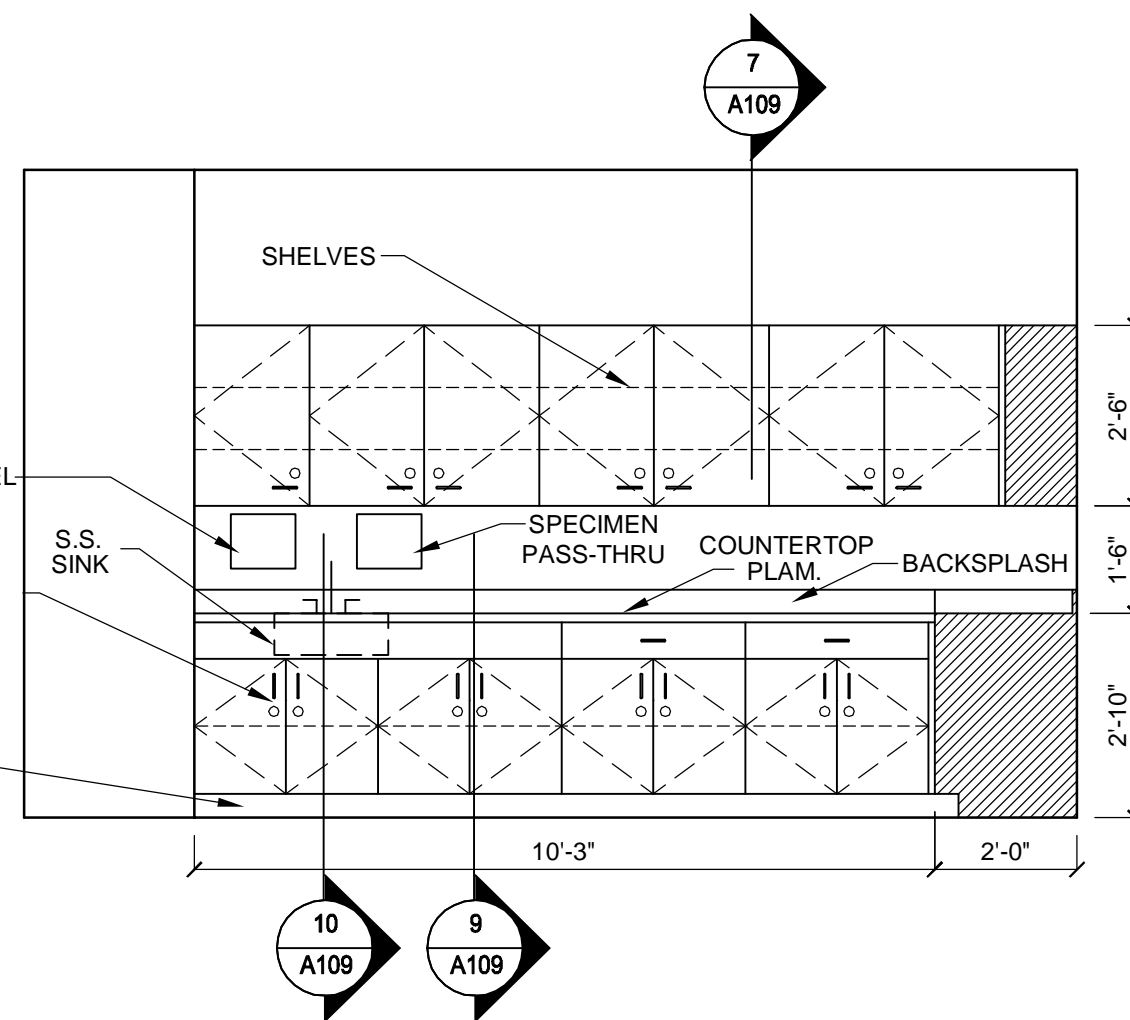 7
A109
SHELVES
2'-6"
SPECIMEN
PASS-THRU
S.S.
SINK
COUNTERTOP
PLAM.
BACKSPLASH
1'-6"
2'-10"
10'-3"
2'-0"
10
A109
9
A109